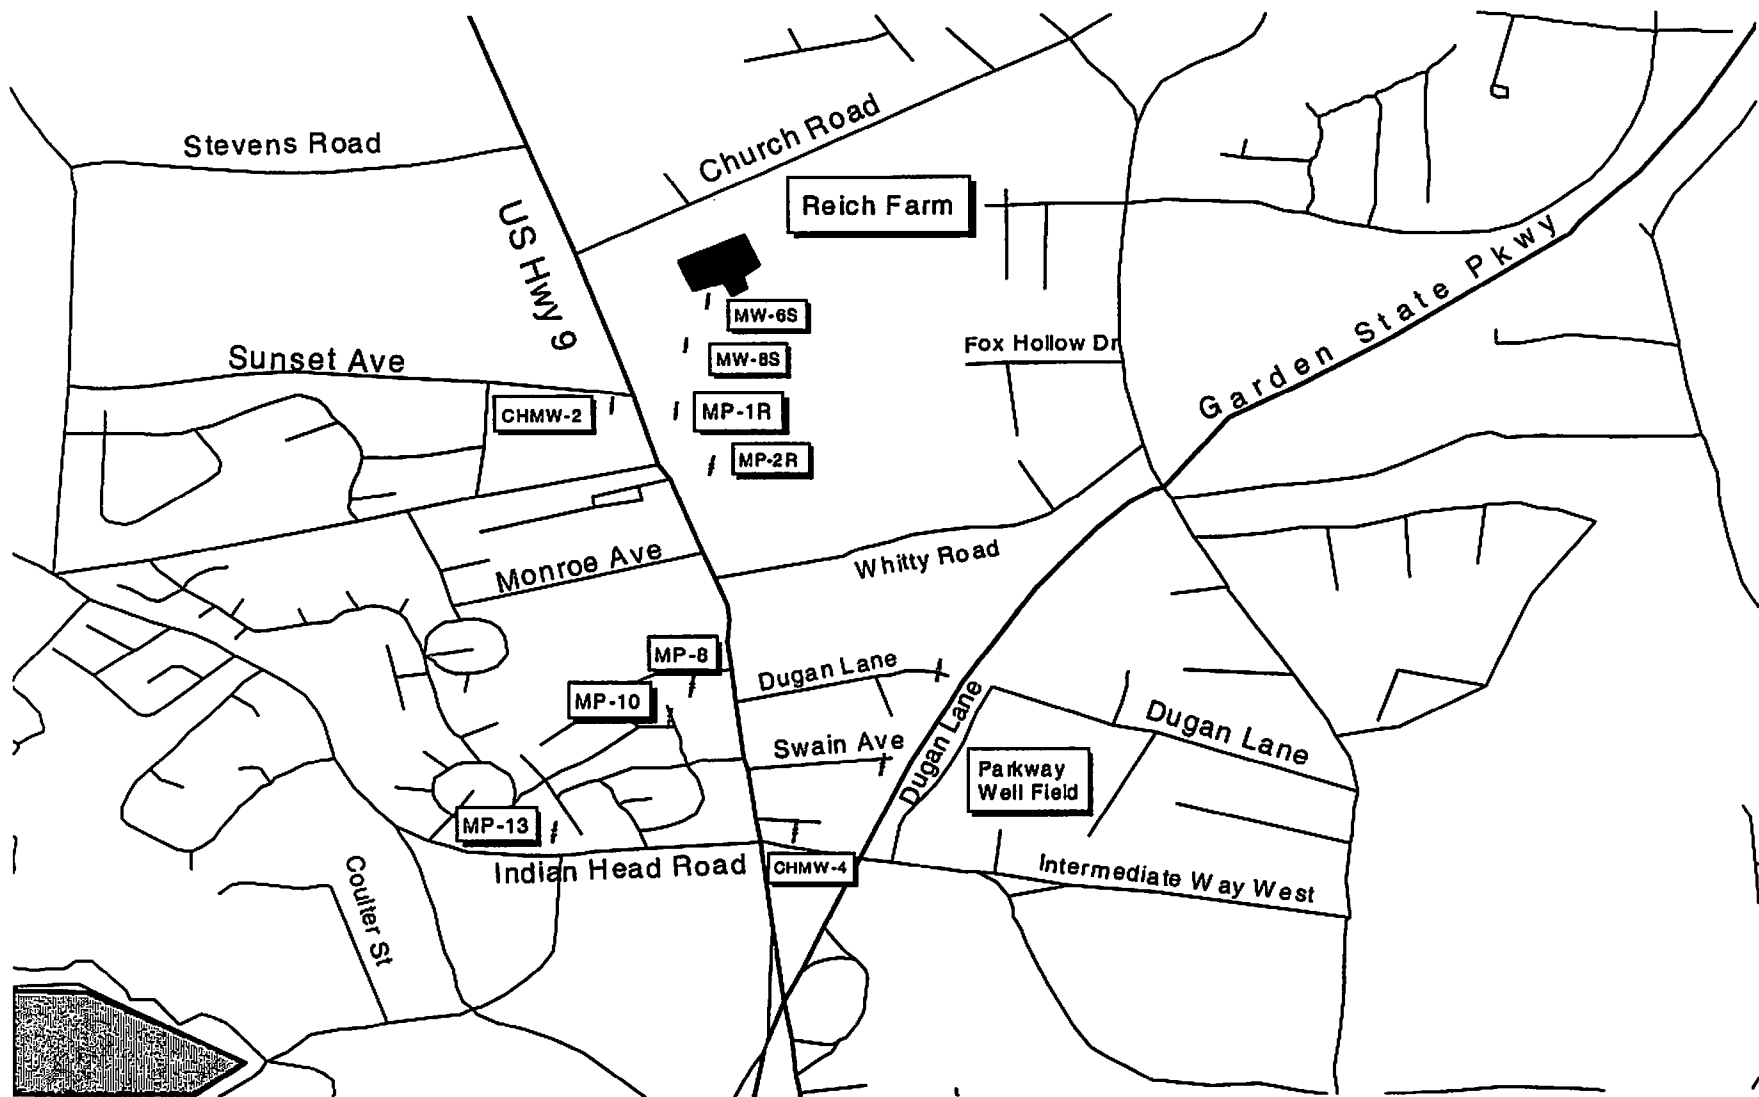 Stevens Road
Church Road
Reich Farm
US Hwy 9
Garden State Pkwy
MW-6S
Fox Hollow Dr
MW-8S
Sunset Ave
CHMW-2
MP-1R
MP-2R
Monroe Ave
Whitty Road
MP-8
Dugan Lane
MP-10
Dugan Lane
Dugan Lane
Swain Ave
Parkway
Well Field
MP-13
Indian Head Road
CHMW-4
Intermediate Way West
Coulter St